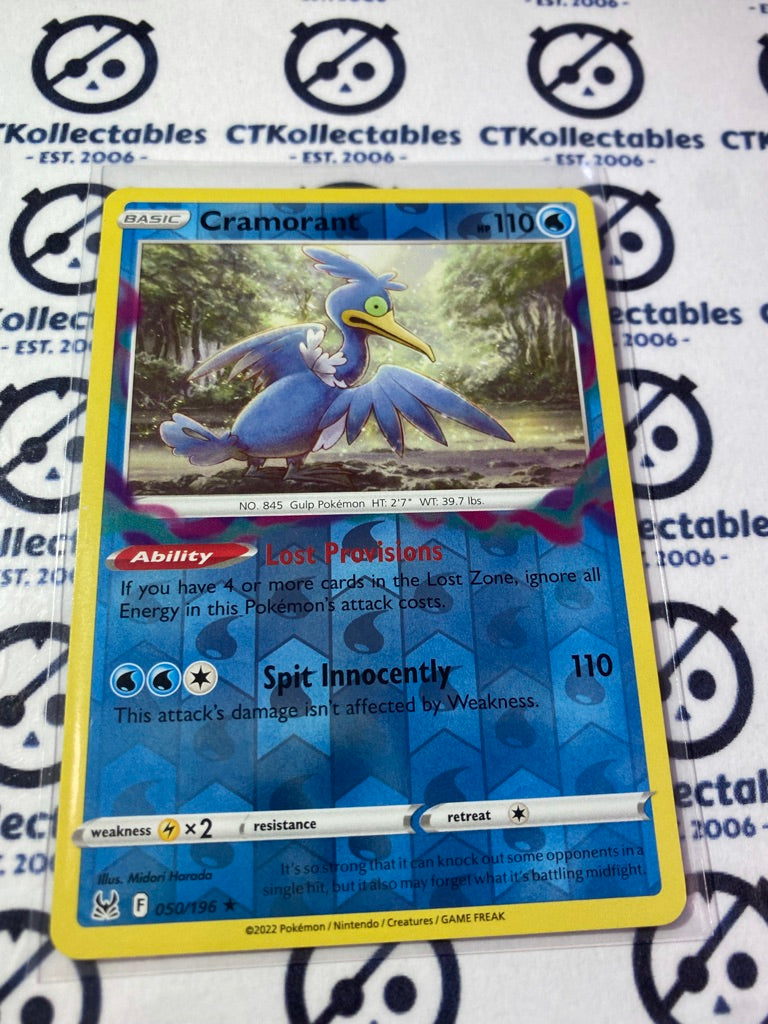 CTKollectables CTKollectables CTKollectables
- EST. 2006 - - EST. 2006 - - EST. 2006 -
BASIC Cramorant HP 110
NO. 845 Gulp Pokémon HT: 2'7" WT: 39.7 lbs.
Ability Lost Provisions
If you have 4 or more cards in the Lost Zone, ignore all
Energy in this Pokémon's attack costs.
Spit Innocently 110
This attack's damage isn't affected by Weakness.
weakness ×2 resistance retreat
Illus. Midori Harada
It's so strong that it can knock out some opponents in a
single hit, but it also may forget what it's battling midfight.
F 050/196 ★
©2022 Pokémon / Nintendo / Creatures / GAME FREAK